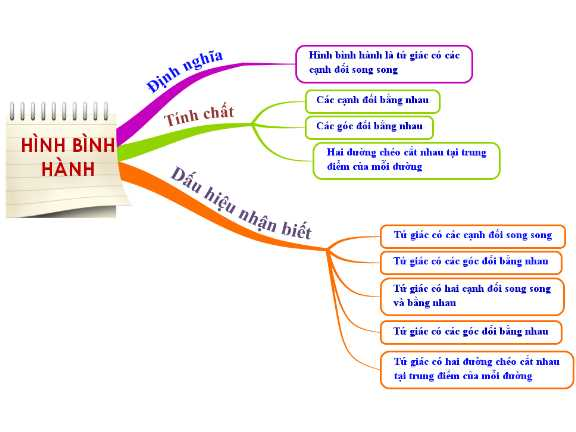 HÌNH BÌNH
HÀNH
Định nghĩa
Hình bình hành là tứ giác có các
cạnh đối song song
Tính chất
Các cạnh đối bằng nhau
Các góc đối bằng nhau
Hai đường chéo cắt nhau tại trung
điểm của mỗi đường
Dấu hiệu nhận biết
Tứ giác có các cạnh đối song song
Tứ giác có các góc đối bằng nhau
Tứ giác có hai cạnh đối song song
và bằng nhau
Tứ giác có các góc đối bằng nhau
Tứ giác có hai đường chéo cắt nhau
tại trung điểm của mỗi đường